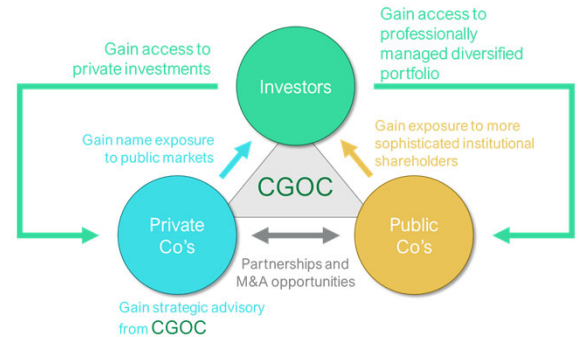 Gain access to
private investments
Gain access to
professionally
managed diversified
portfolio
Investors
Gain name exposure
to public markets
Gain exposure to more
sophisticated institutional
shareholders
CGOC
Private
Co's
Public
Co's
Partnerships and
M&A opportunities
Gain strategic advisory
from CGOC